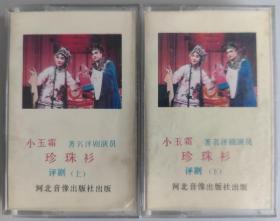 小玉霜 著名评剧演员
珍珠衫
评剧（上）
河北音像出版社出版
小玉霜 著名评剧演员
珍珠衫
评剧（下）
河北音像出版社出版